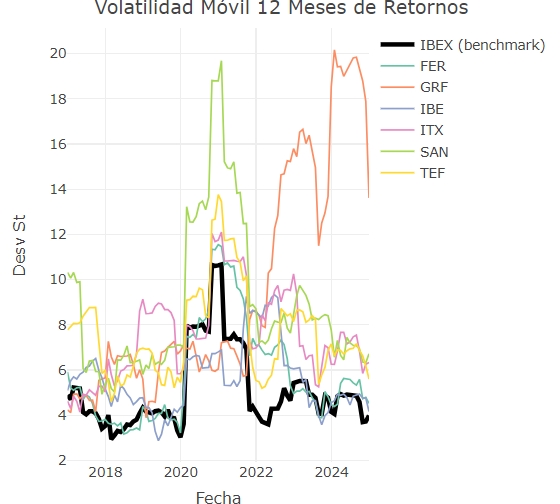 Volatilidad Móvil 12 Meses de Retornos
IBEX (benchmark)
FER
GRF
IBE
ITX
SAN
TEF
20
18
16
14
12
10
8
6
4
2
Desv St
2018
2020
2022
2024
Fecha